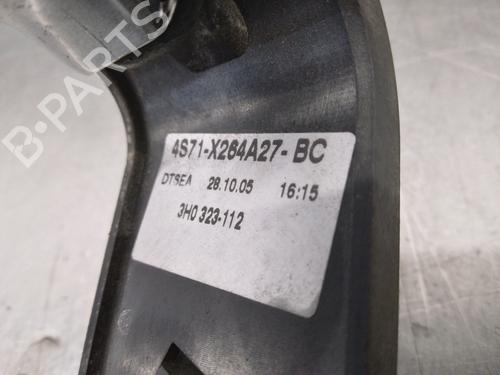 4S71-X264A27-BC
DTSEA 28.10.05 16:15
3H0 323-112
B-Parts